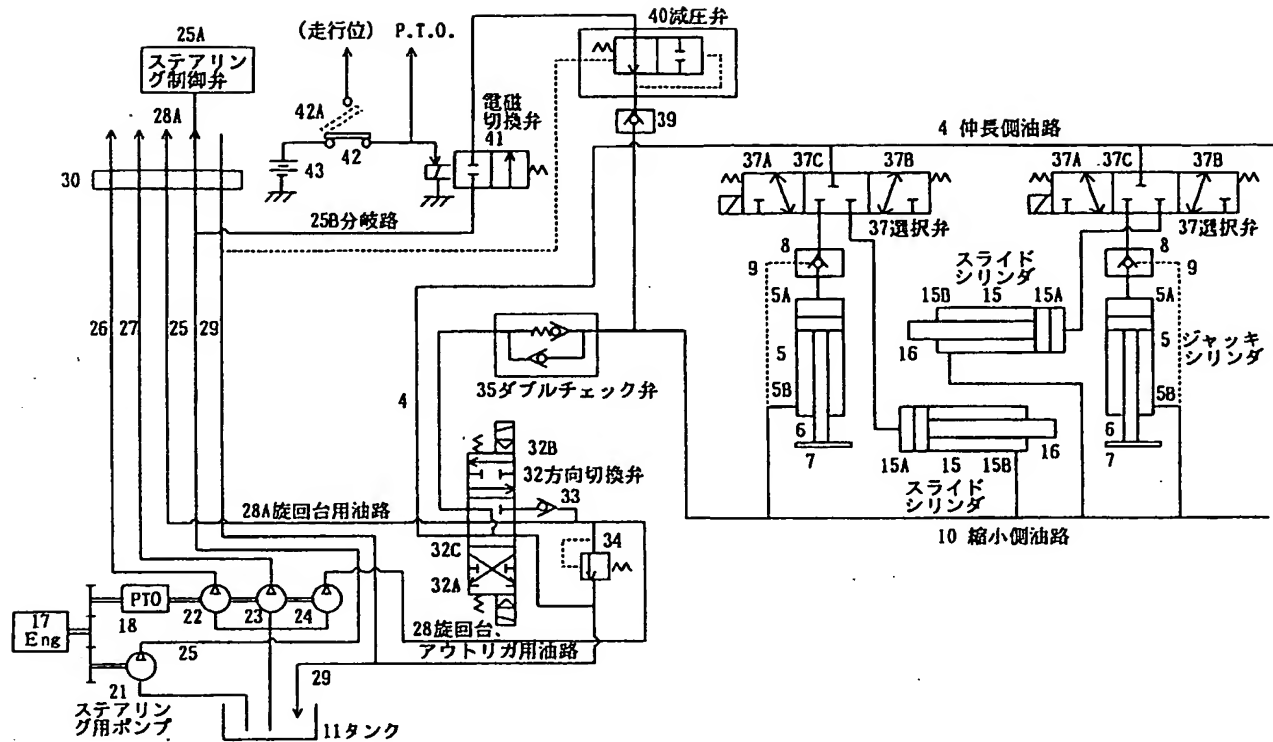 40減圧弁
(走行位) P.T.O.
25A
ステアリン
グ制御弁
28A
42A
電磁
切換弁
41
42
43
39
30
4 伸長側油路
37A 37C 37B
37A 37C 37B
25B分岐路
37選択弁
37選択弁
8
9
8
9
スライド
シリンダ
5A
15B 15 15A
5A
26
27
25
29
5
16
5
ジャッキ
シリンダ
35ダブルチェック弁
5B
5B
4
6
7
6
7
15A 15 15B
16
スライド
シリンダ
32B
32方向切換弁
33
28A旋回台用油路
10 縮小側油路
32C
34
32A
17
Eng
PTO
18
22
23
24
28旋回台、
アウトリガ用油路
25
29
21
ステアリン
グ用ポンプ
11タンク